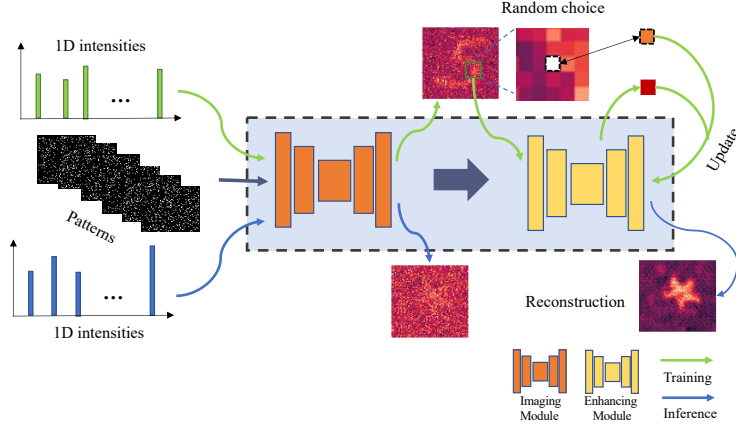 Random choice
1D intensities
...
Update
Patterns
...
1D intensities
Reconstruction
Imaging
Module
Enhancing
Module
Training
Inference